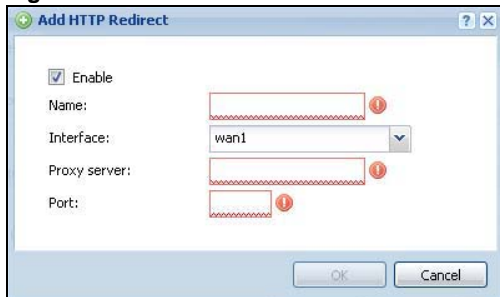 Add HTTP Redirect
Enable
Name:
Interface: wan1
Proxy server:
Port:
OK Cancel